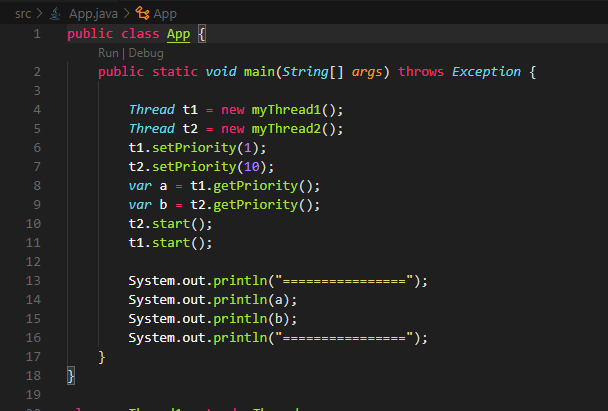 src > App.java > App
1 public class App {
Run | Debug
2 public static void main(String[] args) throws Exception {
3
4 Thread t1 = new myThread1();
5 Thread t2 = new myThread2();
6 t1.setPriority(1);
7 t2.setPriority(10);
8 var a = t1.getPriority();
9 var b = t2.getPriority();
10 t2.start();
11 t1.start();
12
13 System.out.println("================");
14 System.out.println(a);
15 System.out.println(b);
16 System.out.println("================");
17 }
18 }
19